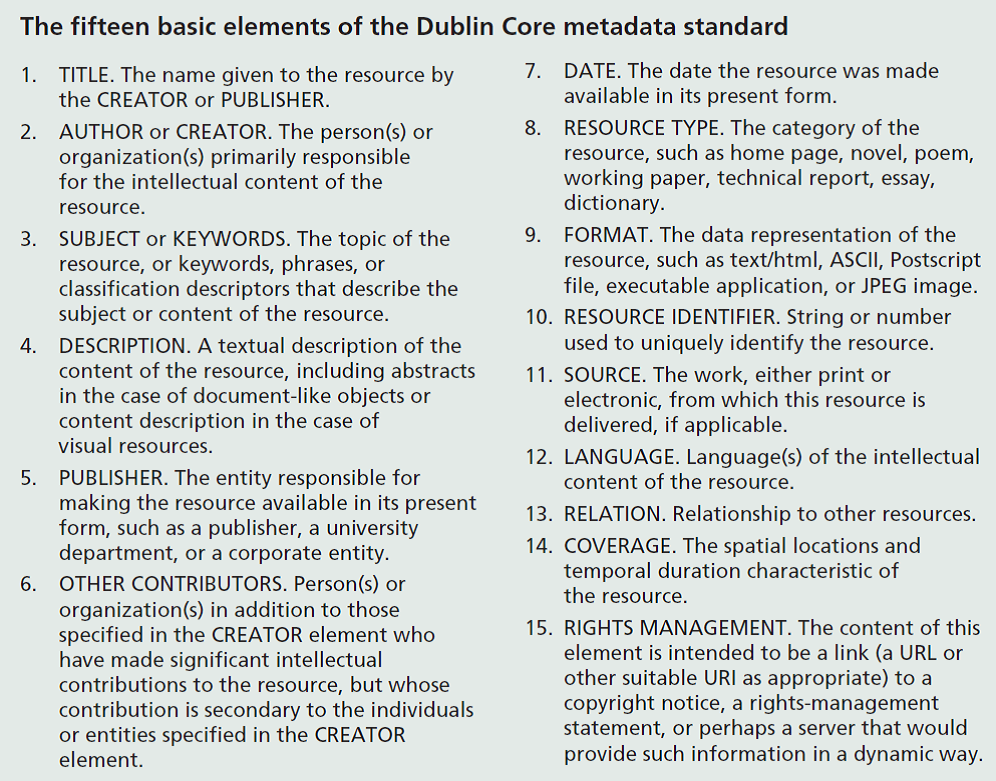 The fifteen basic elements of the Dublin Core metadata standard
1. TITLE. The name given to the resource by
the CREATOR or PUBLISHER.
2. AUTHOR or CREATOR. The person(s) or
organization(s) primarily responsible
for the intellectual content of the
resource.
3. SUBJECT or KEYWORDS. The topic of the
resource, or keywords, phrases, or
classification descriptors that describe the
subject or content of the resource.
4. DESCRIPTION. A textual description of the
content of the resource, including abstracts
in the case of document-like objects or
content description in the case of
visual resources.
5. PUBLISHER. The entity responsible for
making the resource available in its present
form, such as a publisher, a university
department, or a corporate entity.
6. OTHER CONTRIBUTORS. Person(s) or
organization(s) in addition to those
specified in the CREATOR element who
have made significant intellectual
contributions to the resource, but whose
contribution is secondary to the individuals
or entities specified in the CREATOR
element.
7. DATE. The date the resource was made
available in its present form.
8. RESOURCE TYPE. The category of the
resource, such as home page, novel, poem,
working paper, technical report, essay,
dictionary.
9. FORMAT. The data representation of the
resource, such as text/html, ASCII, Postscript
file, executable application, or JPEG image.
10. RESOURCE IDENTIFIER. String or number
used to uniquely identify the resource.
11. SOURCE. The work, either print or
electronic, from which this resource is
delivered, if applicable.
12. LANGUAGE. Language(s) of the intellectual
content of the resource.
13. RELATION. Relationship to other resources.
14. COVERAGE. The spatial locations and
temporal duration characteristic of
the resource.
15. RIGHTS MANAGEMENT. The content of this
element is intended to be a link (a URL or
other suitable URI as appropriate) to a
copyright notice, a rights-management
statement, or perhaps a server that would
provide such information in a dynamic way.